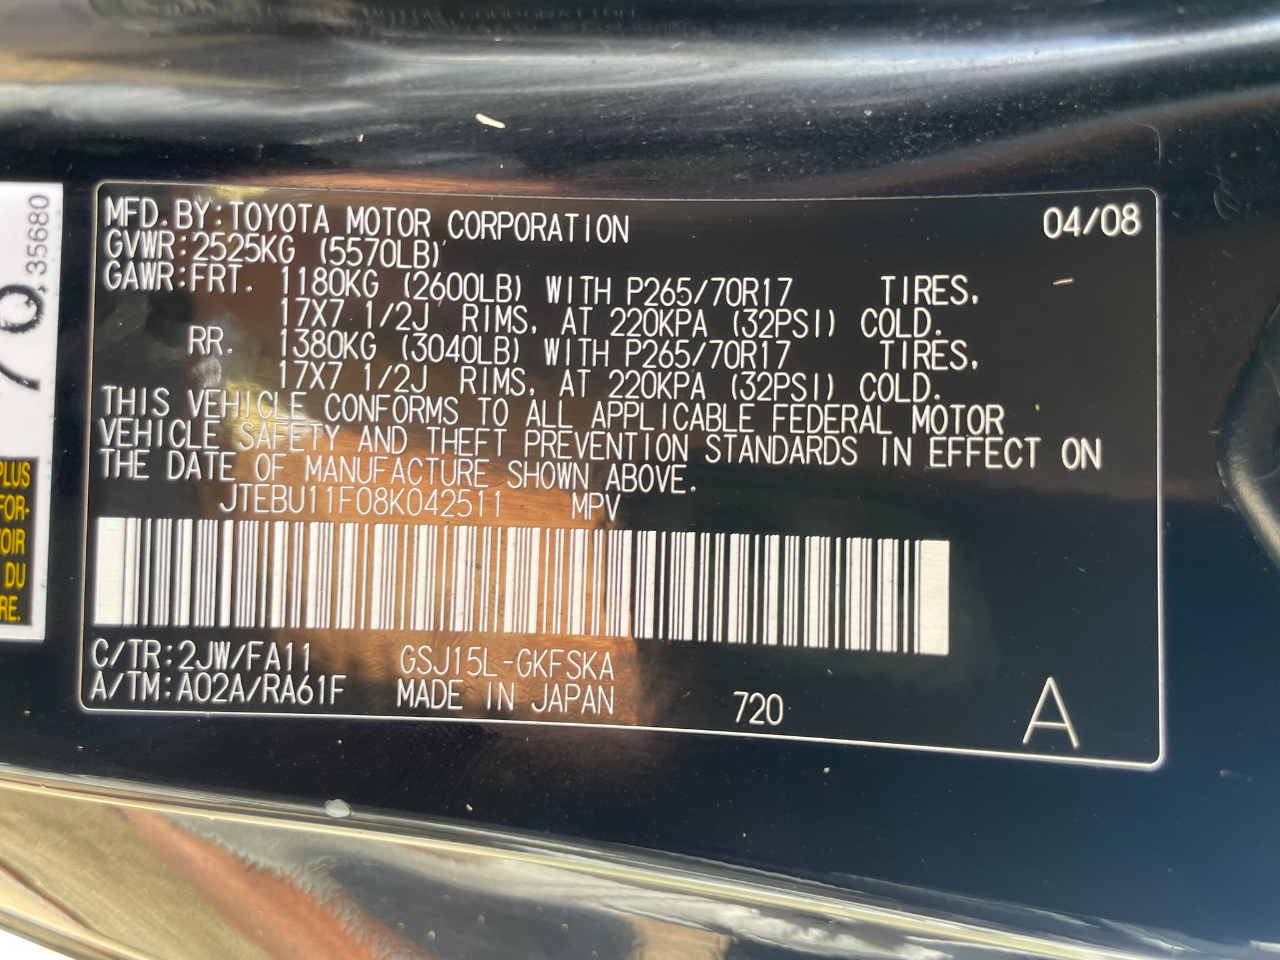 MFD.BY:TOYOTA MOTOR CORPORATION 04/08
GVWR:2525KG (5570LB)
GAWR:FRT. 1180KG (2600LB) WITH P265/70R17 TIRES,
17X7 1/2J RIMS, AT 220KPA (32PSI) COLD.
RR. 1380KG (3040LB) WITH P265/70R17 TIRES,
17X7 1/2J RIMS, AT 220KPA (32PSI) COLD.
THIS VEHICLE CONFORMS TO ALL APPLICABLE FEDERAL MOTOR
VEHICLE SAFETY AND THEFT PREVENTION STANDARDS IN EFFECT ON
THE DATE OF MANUFACTURE SHOWN ABOVE.
JTEBU11F08K042511 MPV
C/TR:2JW/FA11 GSJ15L-GKFSKA
A/TM:A02A/RA61F MADE IN JAPAN 720 A
35680
PLUS
FOR-
OIR
DU
RE.